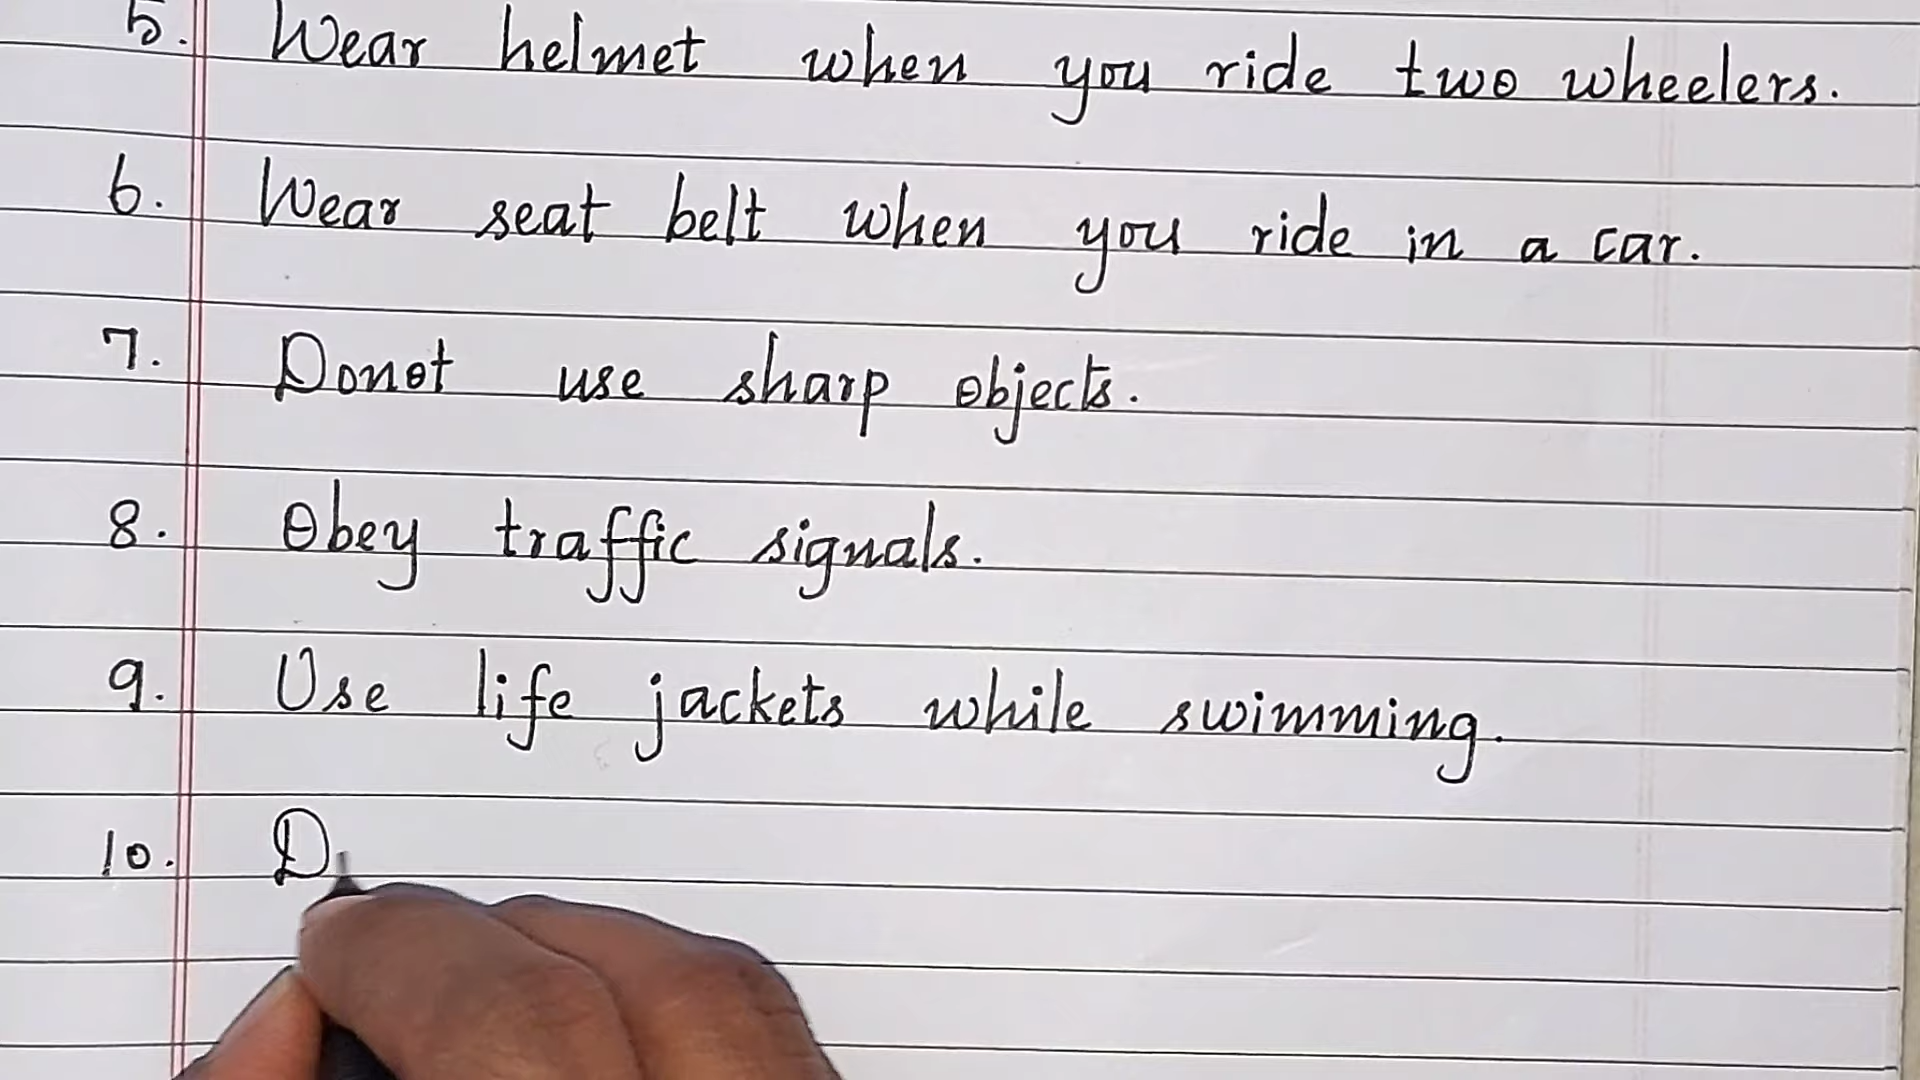 5. Wear helmet when you ride two wheelers.
6. Wear seat belt when you ride in a car.
7. Donot use sharp objects.
8. Obey traffic signals.
9. Use life jackets while swimming.
10. D